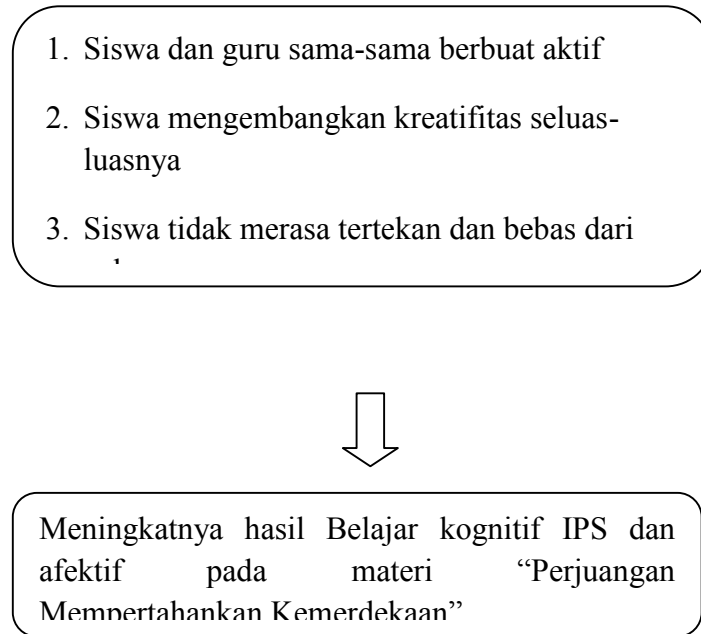 1. Siswa dan guru sama-sama berbuat aktif
2. Siswa mengembangkan kreatifitas seluas-
luasnya
3. Siswa tidak merasa tertekan dan bebas dari
Meningkatnya hasil Belajar kognitif IPS dan
afektif pada materi “Perjuangan
Mempertahankan Kemerdekaan”